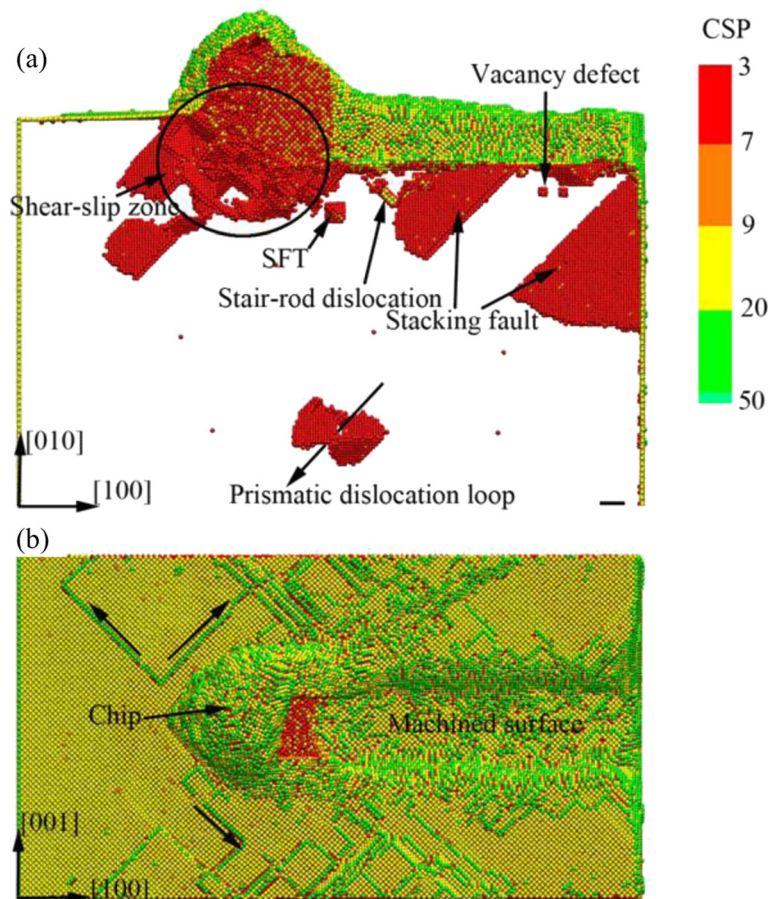 (a)
CSP
3
7
9
20
50
Vacancy defect
Shear-slip zone
SFT
Stair-rod dislocation
Stacking fault
[010]
[100]
Prismatic dislocation loop
(b)
Chip
Machined surface
[001]
[100]